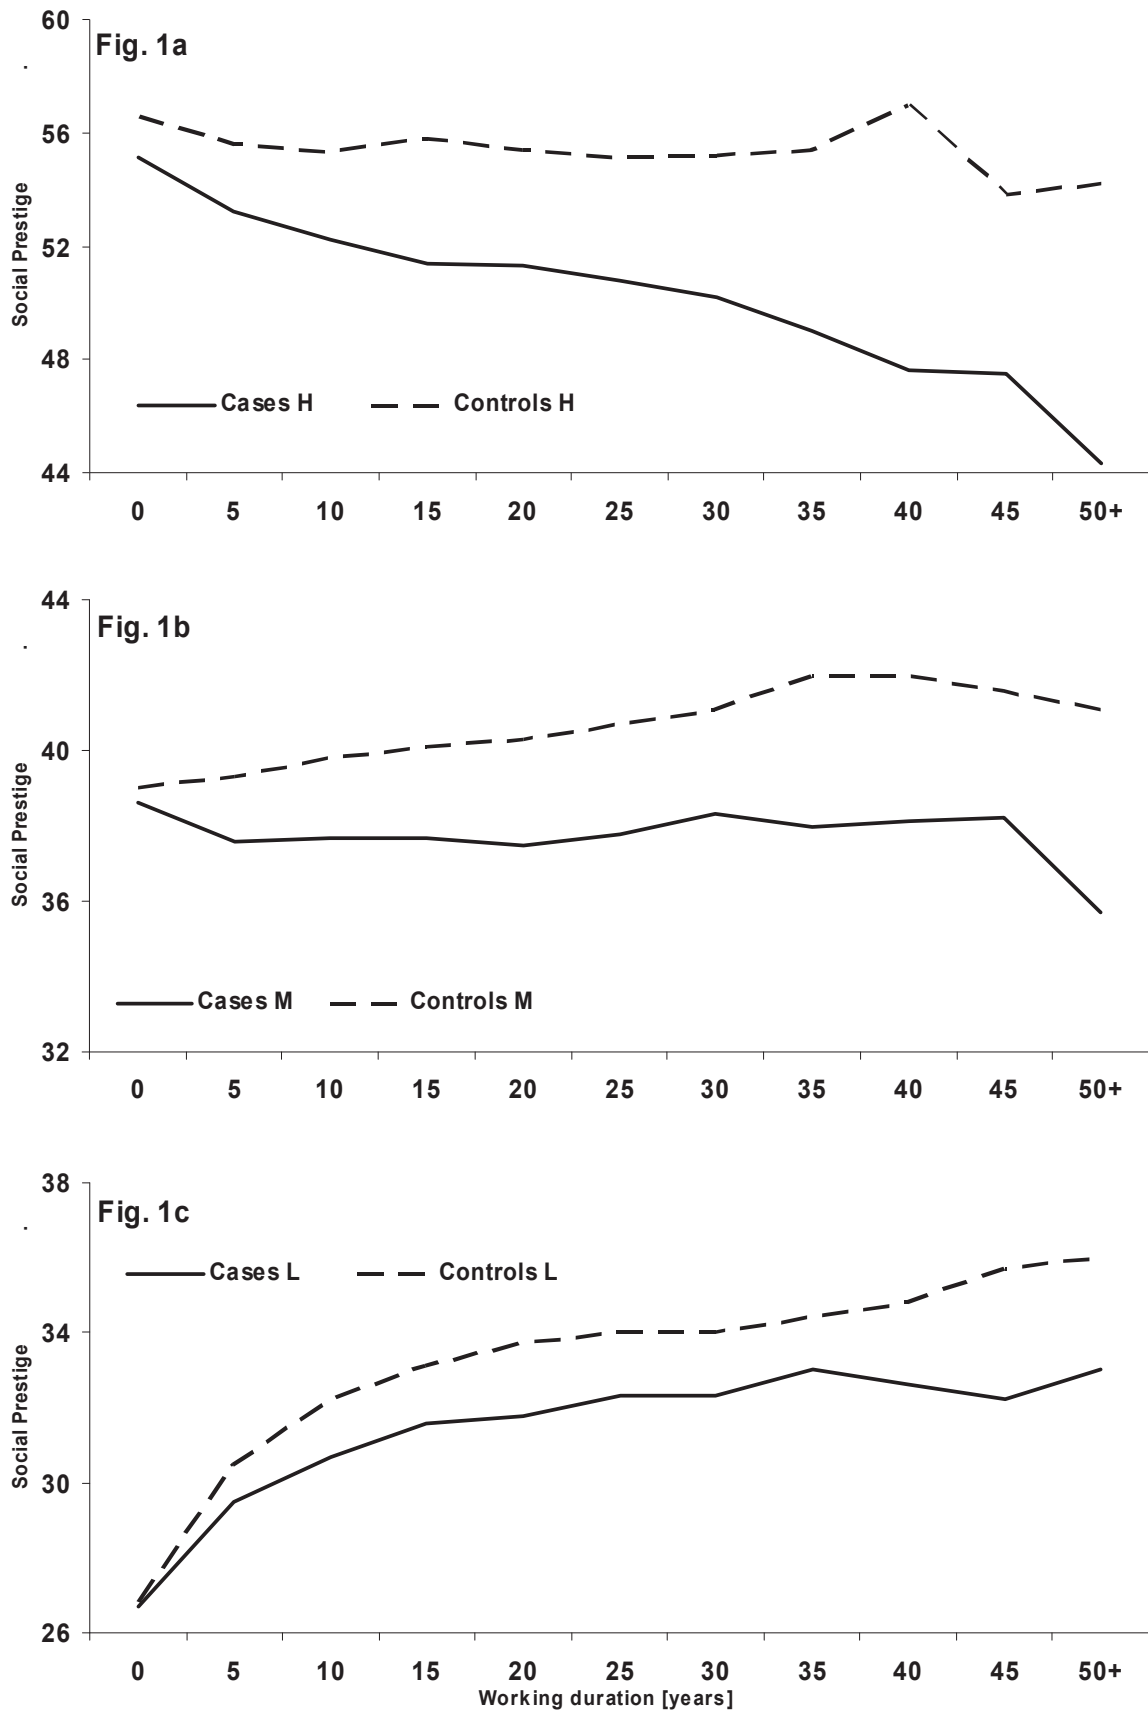 60
Fig. 1a
56
52
48
44
Social Prestige
Cases H Controls H
0 5 10 15 20 25 30 35 40 45 50+
44
Fig. 1b
40
36
32
Social Prestige
Cases M Controls M
0 5 10 15 20 25 30 35 40 45 50+
38
Fig. 1c
Cases L Controls L
34
30
26
Social Prestige
0 5 10 15 20 25 30 35 40 45 50+
Working duration [years]